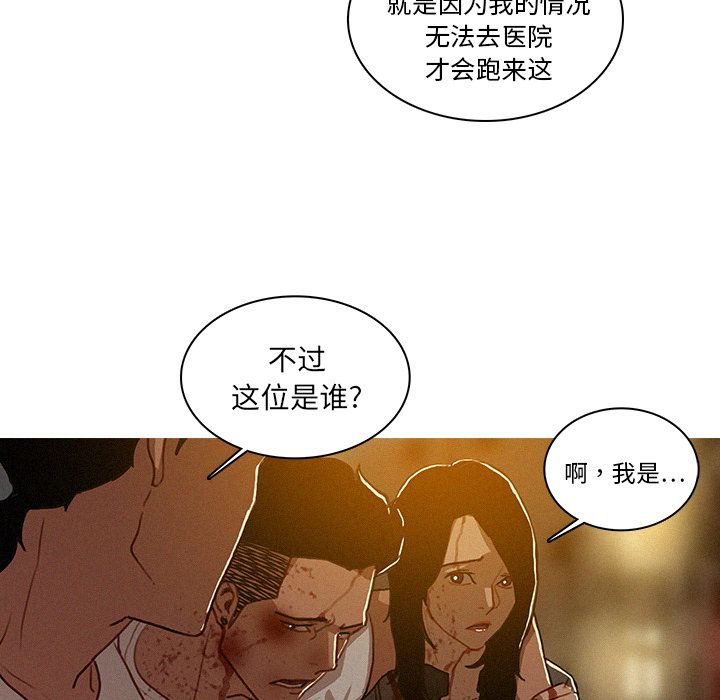 就是因为我的情况
无法去医院
才会跑来这
不过
这位是谁?
啊，我是...